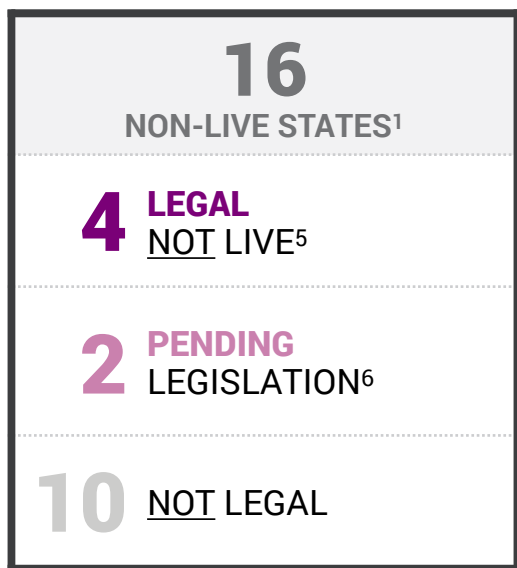 16
NON-LIVE STATES¹
4 LEGAL
NOT LIVE⁵
2 PENDING
LEGISLATION⁶
10 NOT LEGAL